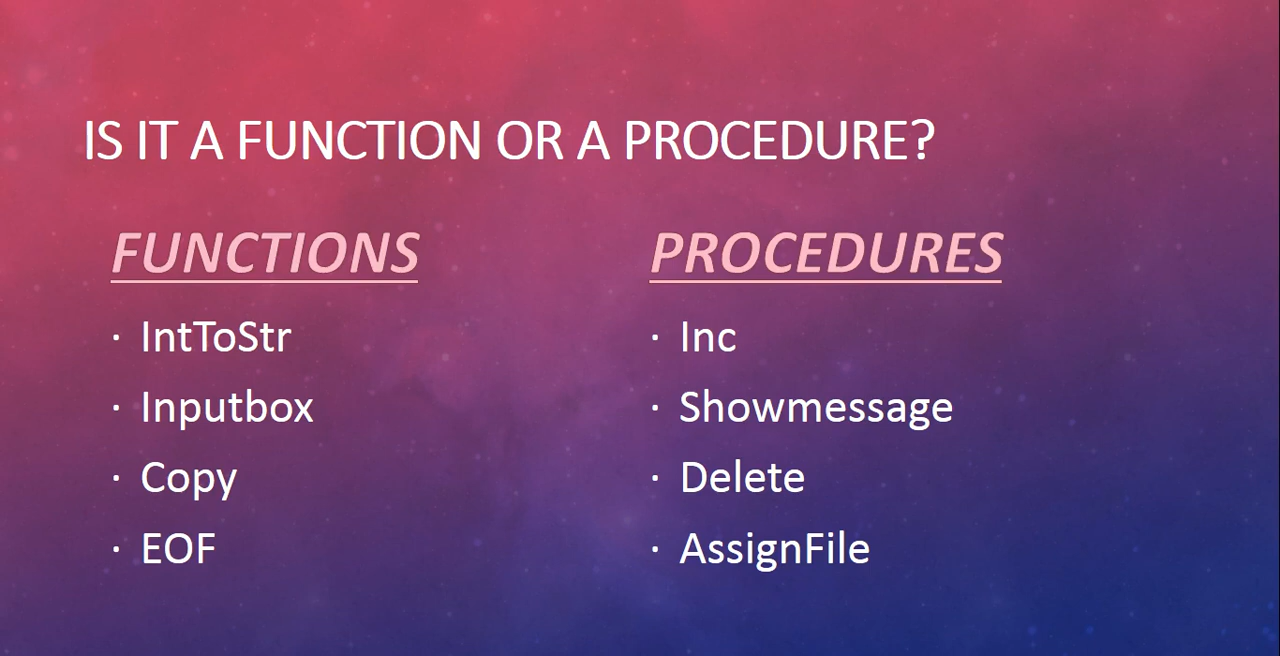 IS IT A FUNCTION OR A PROCEDURE?
FUNCTIONS
· IntToStr
· Inputbox
· Copy
· EOF
PROCEDURES
· Inc
· Showmessage
· Delete
· AssignFile